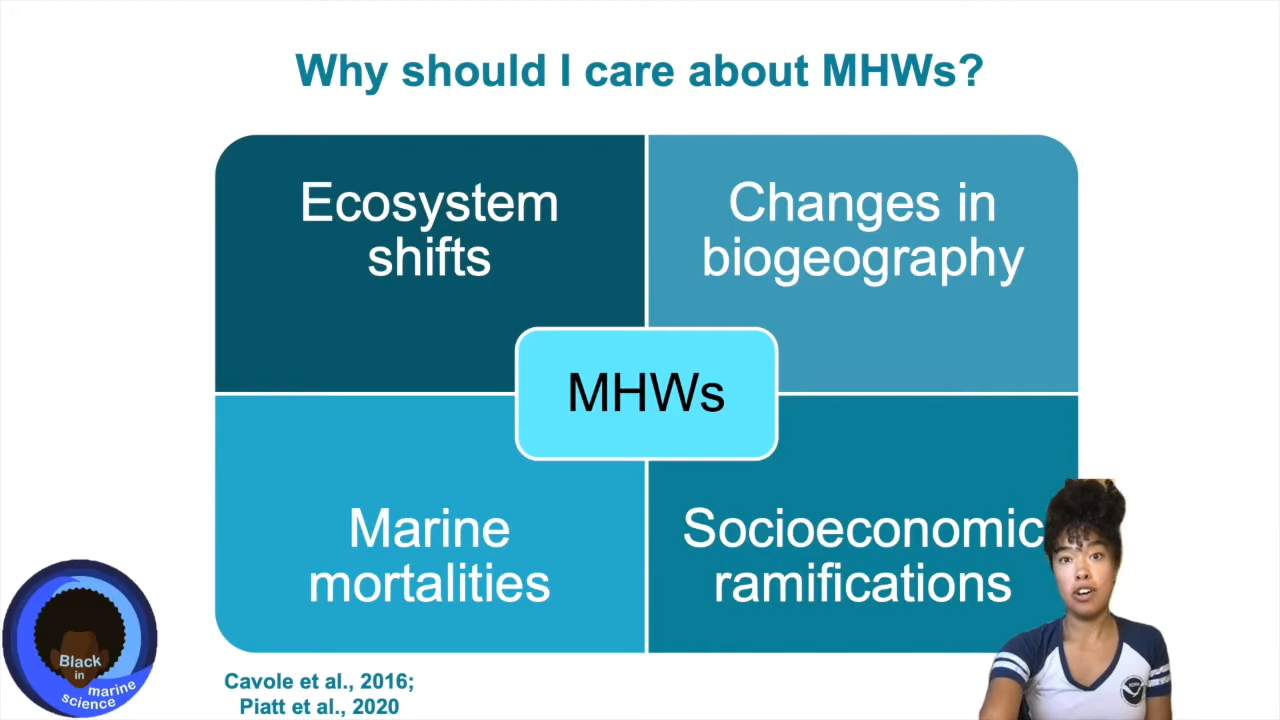 Why should I care about MHWs?
Ecosystem
shifts
Changes in
biogeography
MHWs
Marine
mortalities
Socioeconomic
ramifications
Black
in
marine
science
Cavole et al., 2016;
Piatt et al., 2020